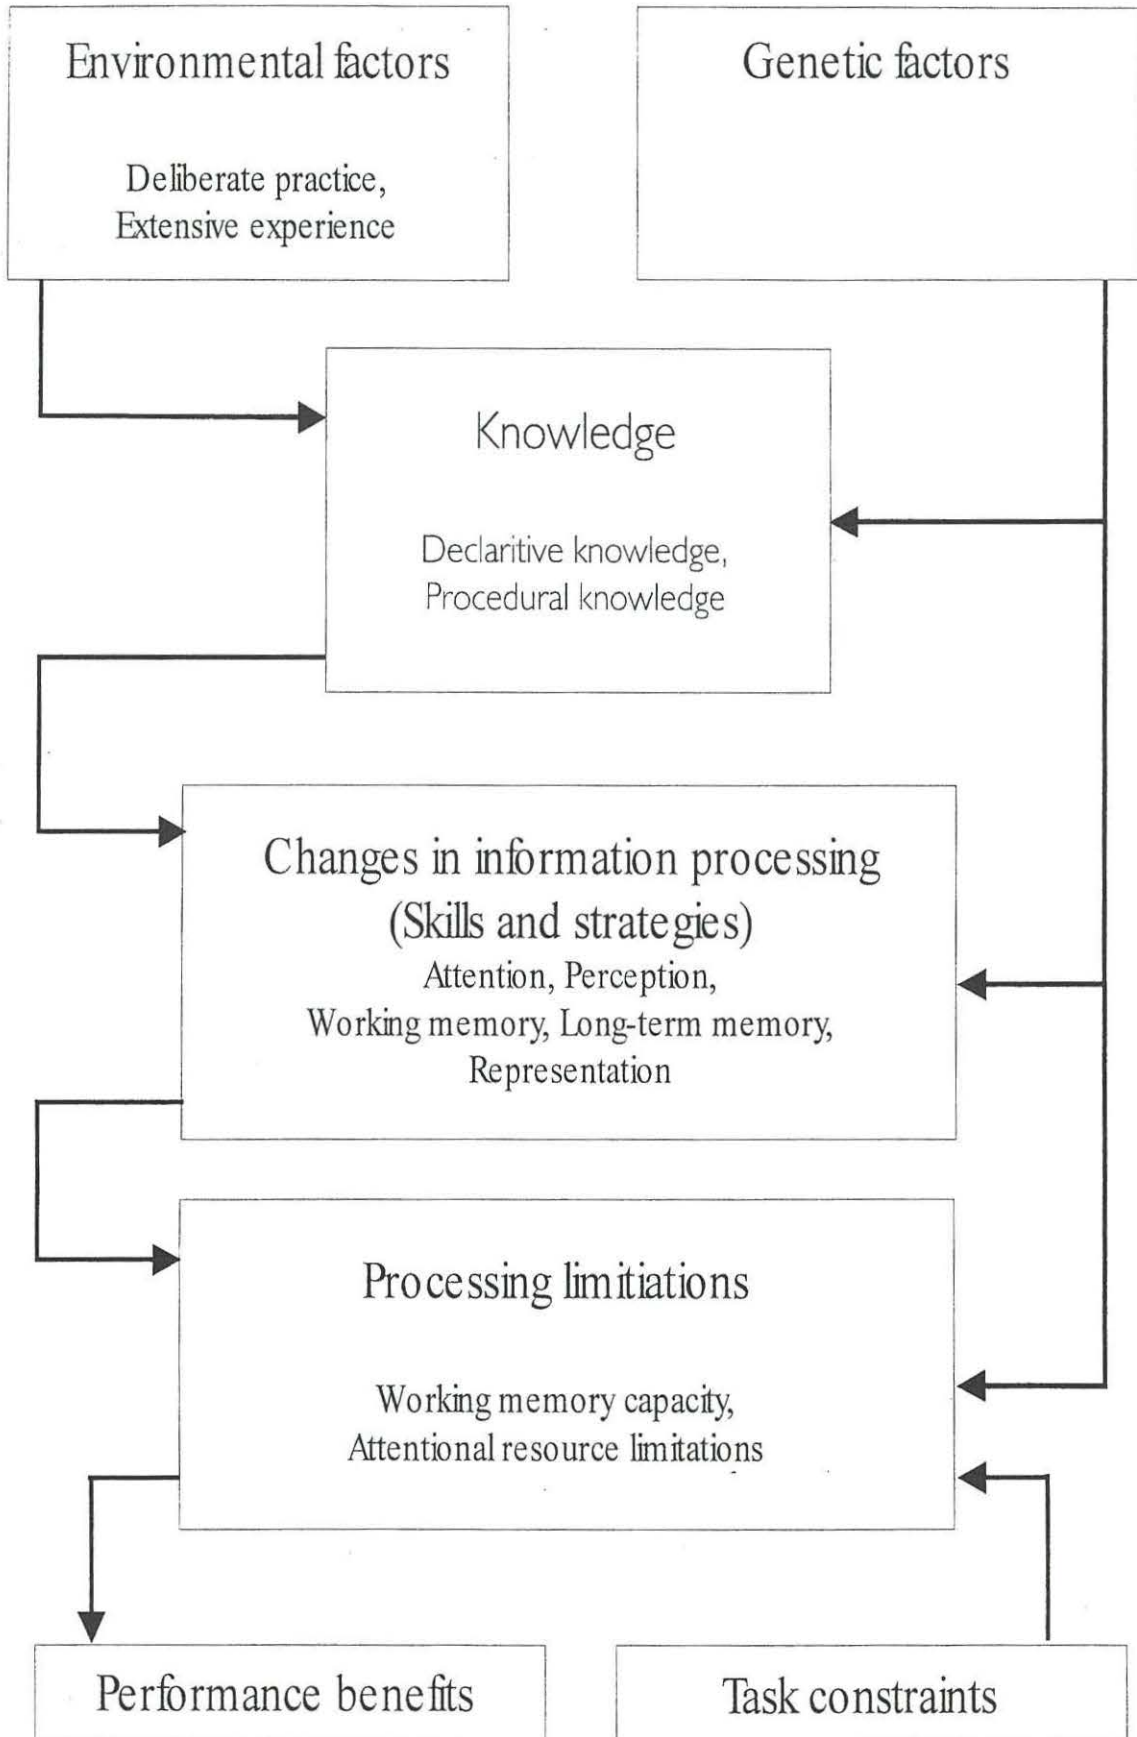 Environmental factors
Deliberate practice,
Extensive experience
Genetic factors
Knowledge
Declaritive knowledge,
Procedural knowledge
Changes in information processing
(Skills and strategies)
Attention, Perception,
Working memory, Long-term memory,
Representation
Processing limitiations
Working memory capacity,
Attentional resource limitations
Performance benefits
Task constraints